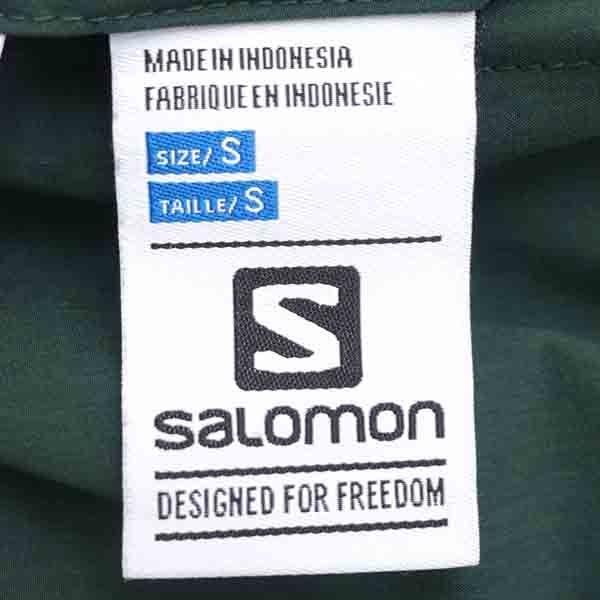 MADE IN INDONESIA
FABRIQUE EN INDONESIE
SIZE/ S
TAILLE/ S
S
SALOMON
DESIGNED FOR FREEDOM